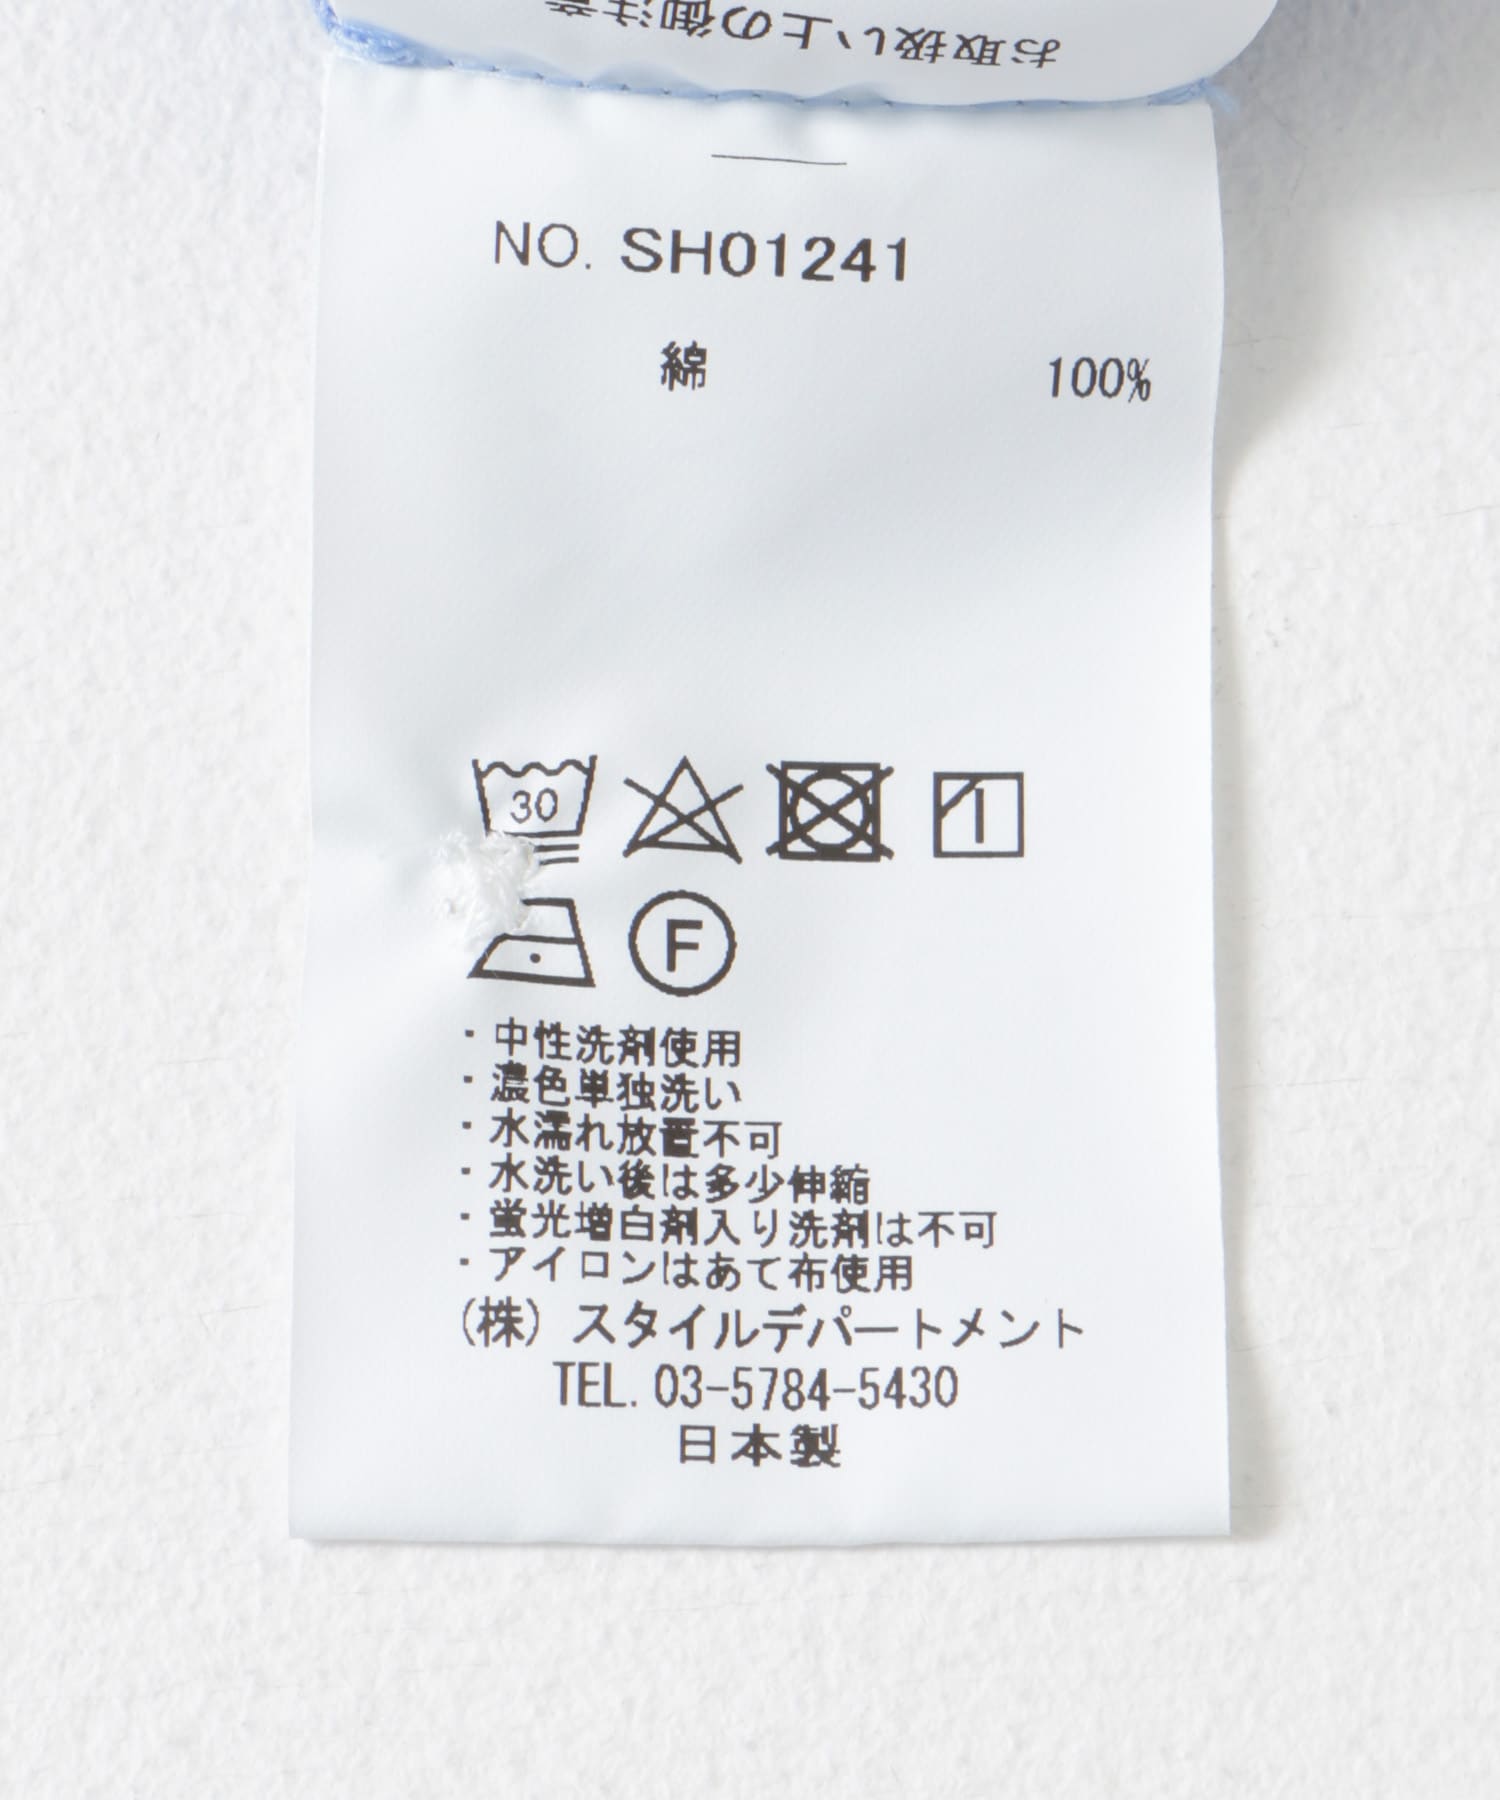 お取扱い上の御注意
NO. SH01241
綿 100%
30
F
・中性洗剤使用
・濃色単独洗い
・水濡れ放置不可
・水洗い後は多少伸縮
・蛍光増白剤入り洗剤は不可
・アイロンはあて布使用
(株) スタイルデパートメント
TEL. 03-5784-5430
日本製